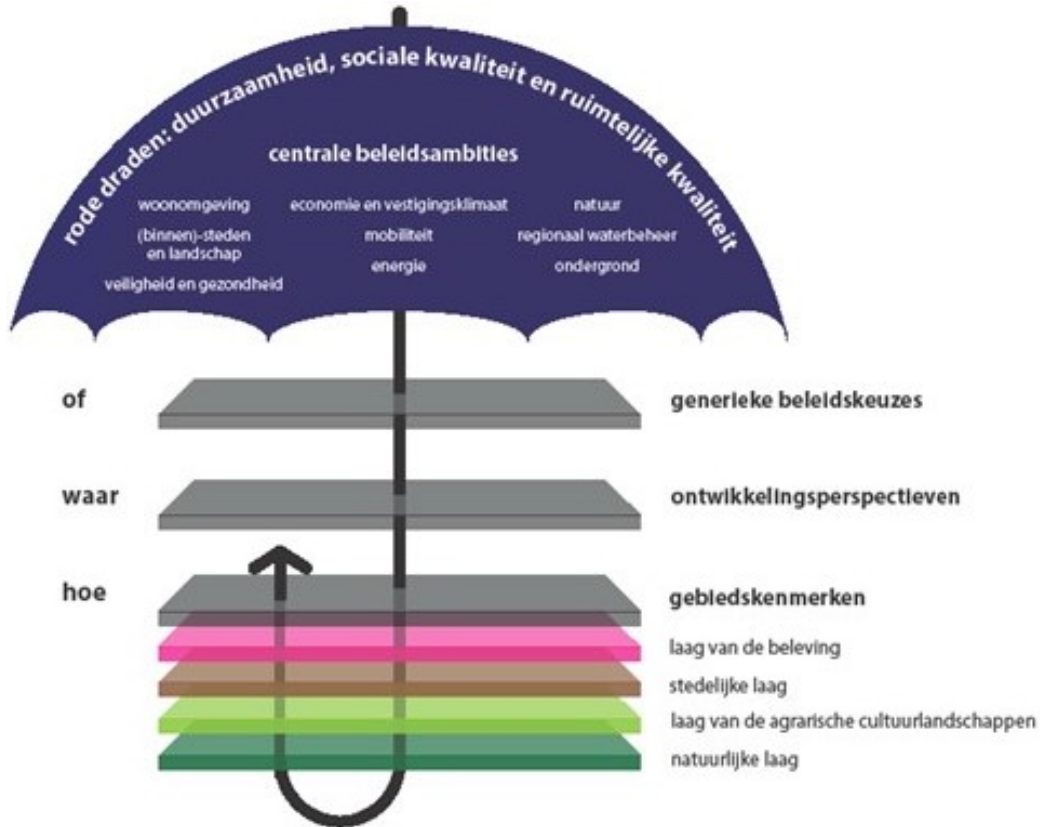 rode draden: duurzaamheid, sociale kwaliteit en ruimtelijke kwaliteit
centrale beleidsambities
woonomgeving
(binnen)-steden
en landschap
veiligheid en gezondheid
economie en vestigingsklimaat
mobiliteit
energie
natuur
regionaal waterbeheer
ondergrond
of
generieke beleidskeuzes
waar
ontwikkelingsperspectieven
hoe
gebiedskenmerken
laag van de beleving
stedelijke laag
laag van de agrarische cultuurlandschappen
natuurlijke laag